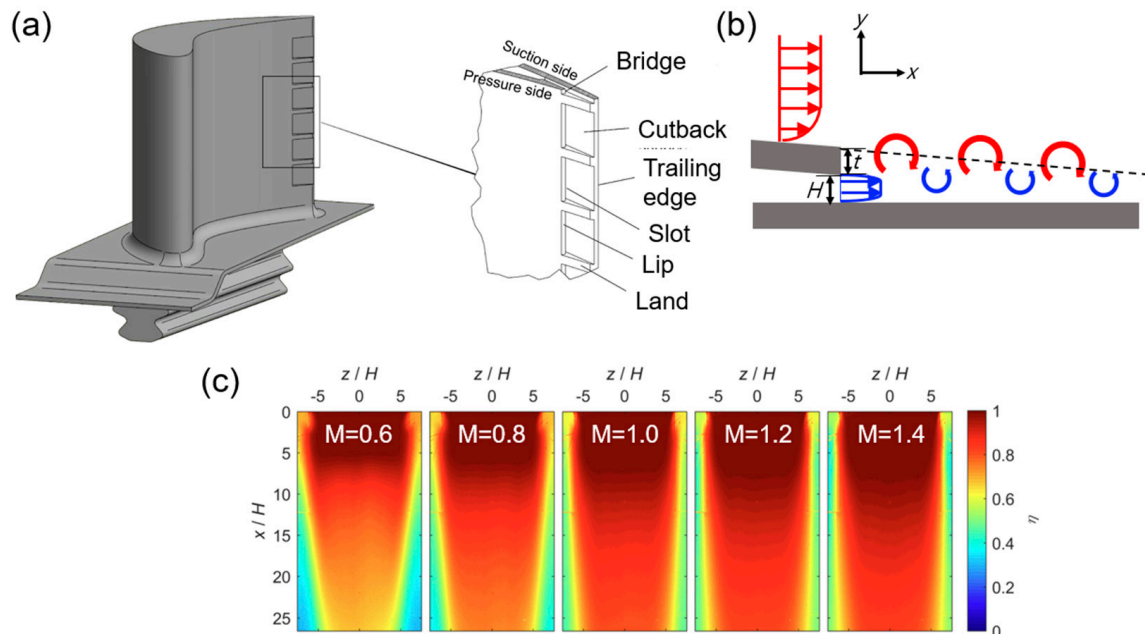 (a)
Suction side
Pressure side
Bridge
Cutback
Trailing
edge
Slot
Lip
Land
(b)
y
x
t
H
(c)
z / H z / H z / H z / H z / H
-5 0 5 -5 0 5 -5 0 5 -5 0 5 -5 0 5
M=0.6 M=0.8 M=1.0 M=1.2 M=1.4
x / H
0
5
10
15
20
25
1
0.8
0.6
0.4
0.2
0
η